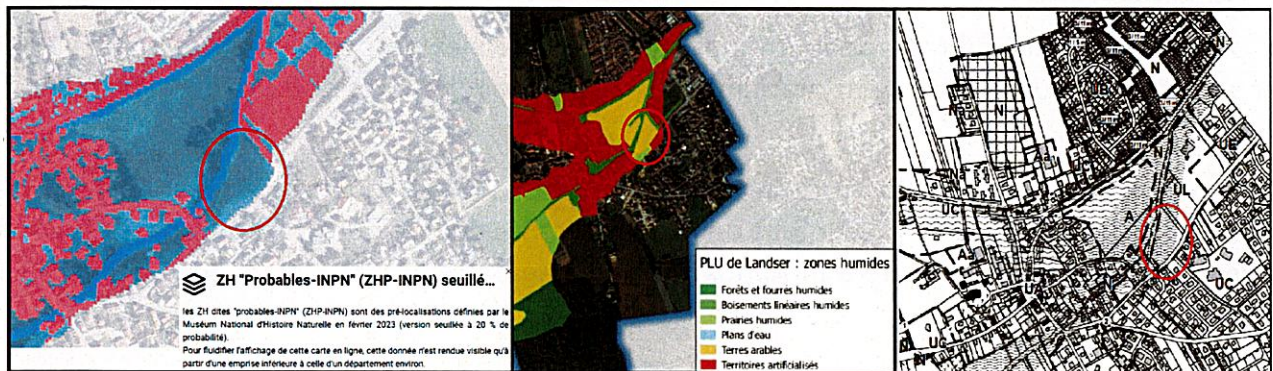 ZH "Probables-INPN" (ZHP-INPN) seuillé...
les ZH dites "probables-INPN" (ZHP-INPN) sont des pré-localisations définies par le
Muséum National d'Histoire Naturelle en février 2023 (version seuillée à 20 % de
probabilité).
Pour fluidifier l'affichage de cette carte en ligne, cette donnée n'est rendue visible qu'à
partir d'une emprise inférieure à celle d'un département environ.
PLU de Landser : zones humides
Forêts et fourrés humides
Boisements linéaires humides
Prairies humides
Plans d'eau
Terres arables
Territoires artificialisés
N
N
UB
A
N
N
UE
UL
UC
A
UC
UC